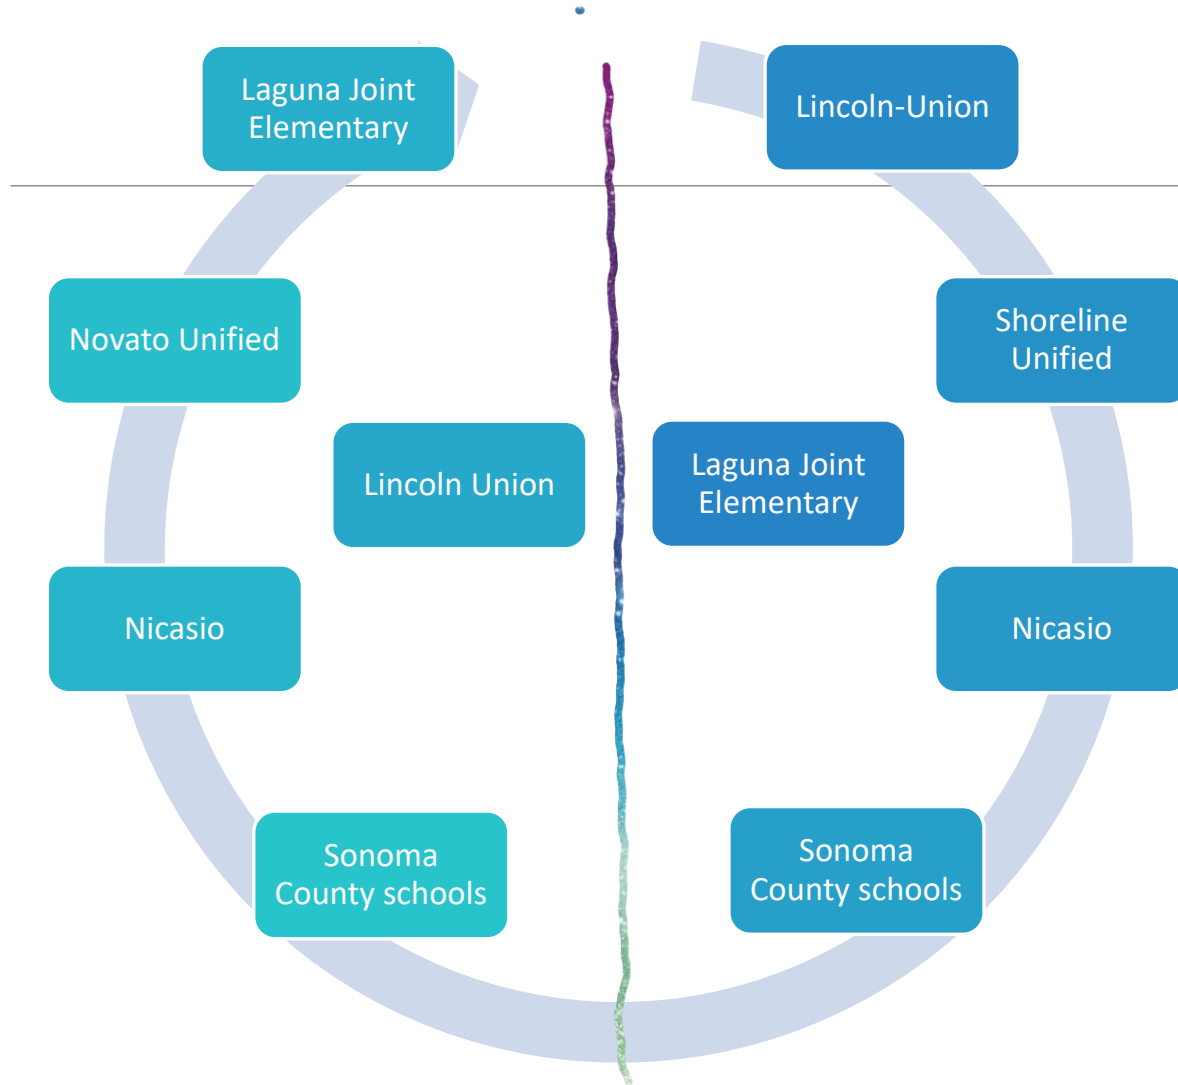 Laguna Joint
Elementary
Lincoln-Union
Novato Unified
Shoreline
Unified
Lincoln Union
Laguna Joint
Elementary
Nicasio
Nicasio
Sonoma
County schools
Sonoma
County schools